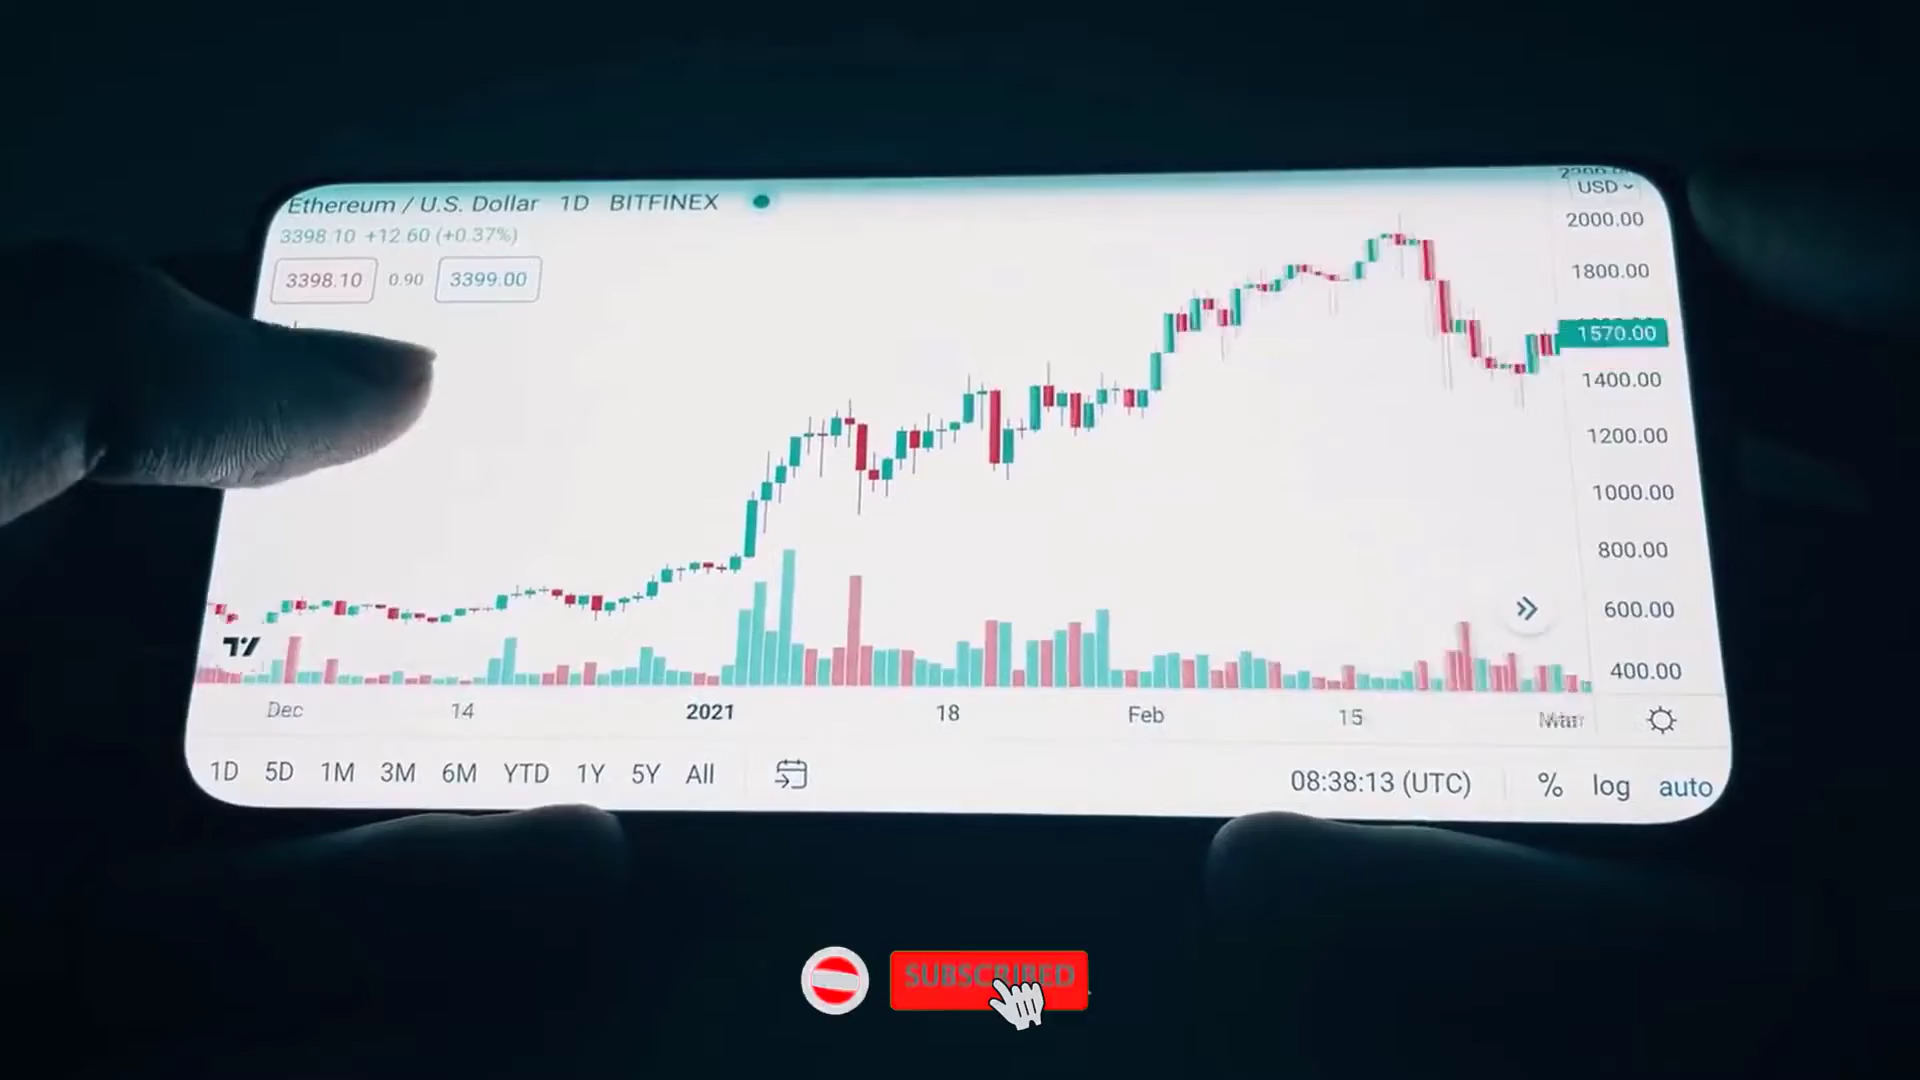 Ethereum / U.S. Dollar 1D BITFINEX
3398.10 +12.60 (+0.37%)
3398.10 0.90 3399.00
USD
2000.00
1800.00
1570.00
1400.00
1200.00
1000.00
800.00
600.00
400.00
Dec 14 2021 18 Feb 15
1D 5D 1M 3M 6M YTD 1Y 5Y All
08:38:13 (UTC) % log auto
SUBSCRIBED